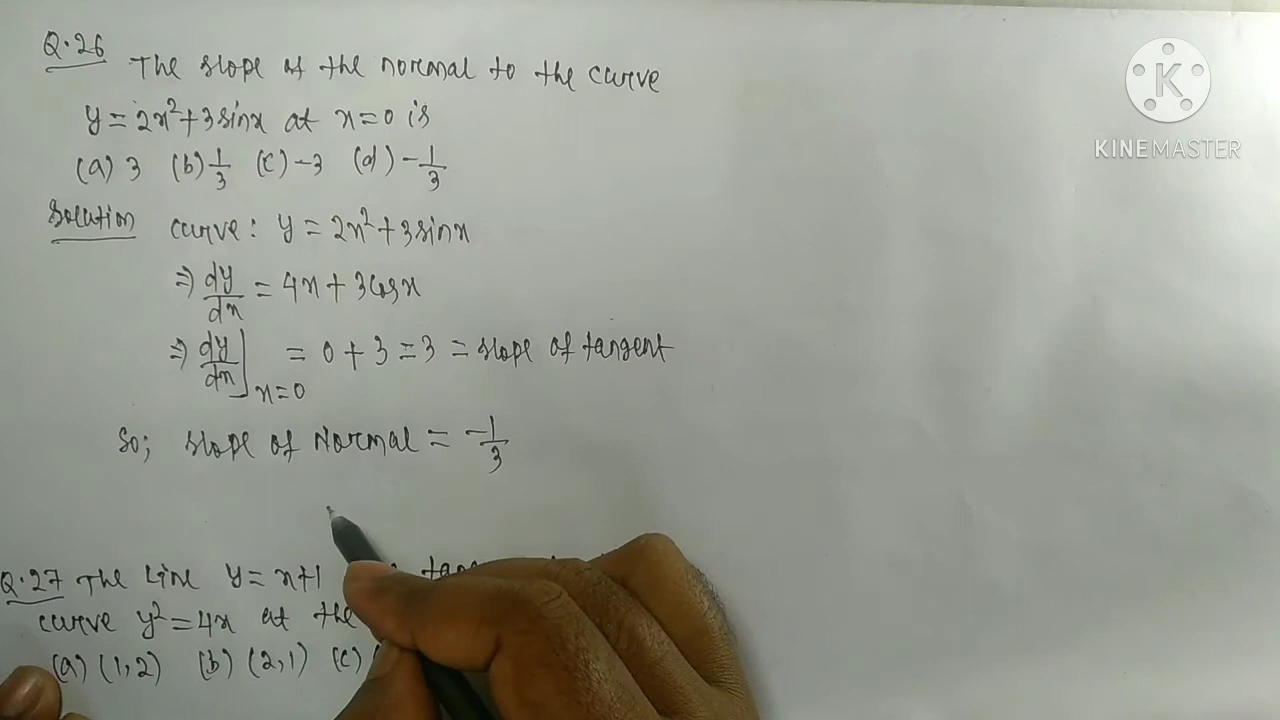 Q.26 The slope of the normal to the curve
y = 2x² + 3 sinx at x = 0 is
(a) 3 (b) 1/3 (c) -3 (d) -1/3
Solution curve: y = 2x² + 3 sinx
⇒ dy/dx = 4x + 3 cosx
⇒ dy/dx]x=0 = 0 + 3 = 3 = slope of tangent
So; slope of Normal = -1/3
Q.27 The Line y = x+1
curve y² = 4x at the
(a) (1,2) (b) (2,1) (c)
K
KINEMASTER